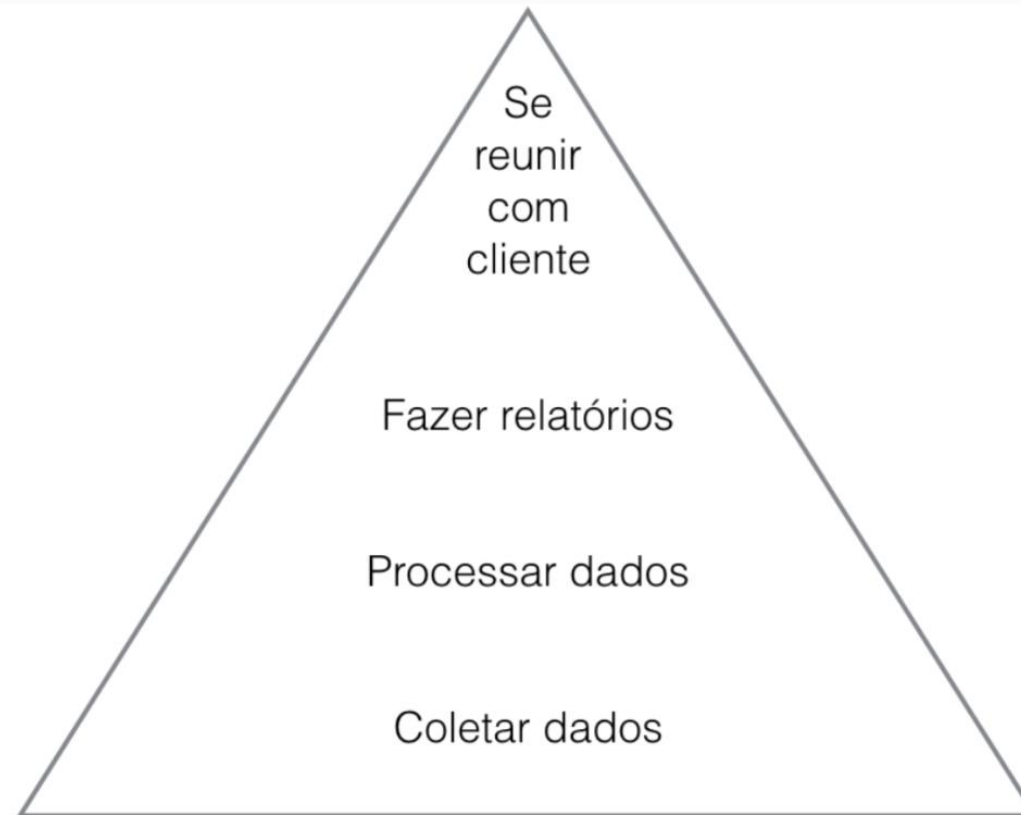 Se
reunir
com
cliente
Fazer relatórios
Processar dados
Coletar dados